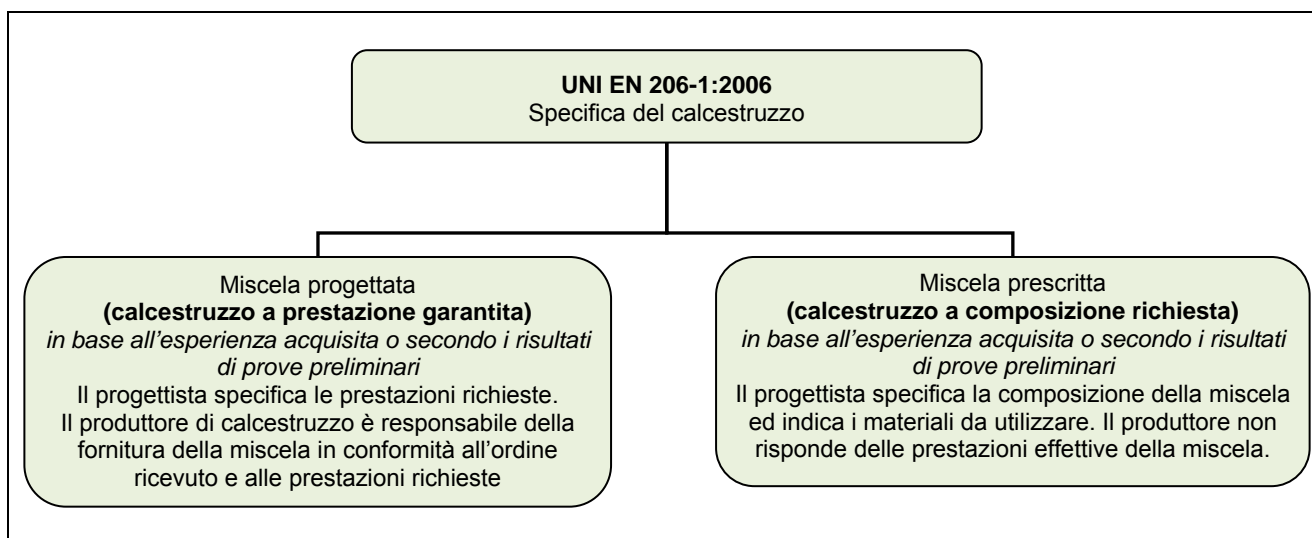 UNI EN 206-1:2006
Specifica del calcestruzzo
Miscela progettata
(calcestruzzo a prestazione garantita)
in base all'esperienza acquisita o secondo i risultati
di prove preliminari
Il progettista specifica le prestazioni richieste.
Il produttore di calcestruzzo è responsabile della
fornitura della miscela in conformità all'ordine
ricevuto e alle prestazioni richieste
Miscela prescritta
(calcestruzzo a composizione richiesta)
in base all'esperienza acquisita o secondo i risultati
di prove preliminari
Il progettista specifica la composizione della miscela
ed indica i materiali da utilizzare. Il produttore non
risponde delle prestazioni effettive della miscela.